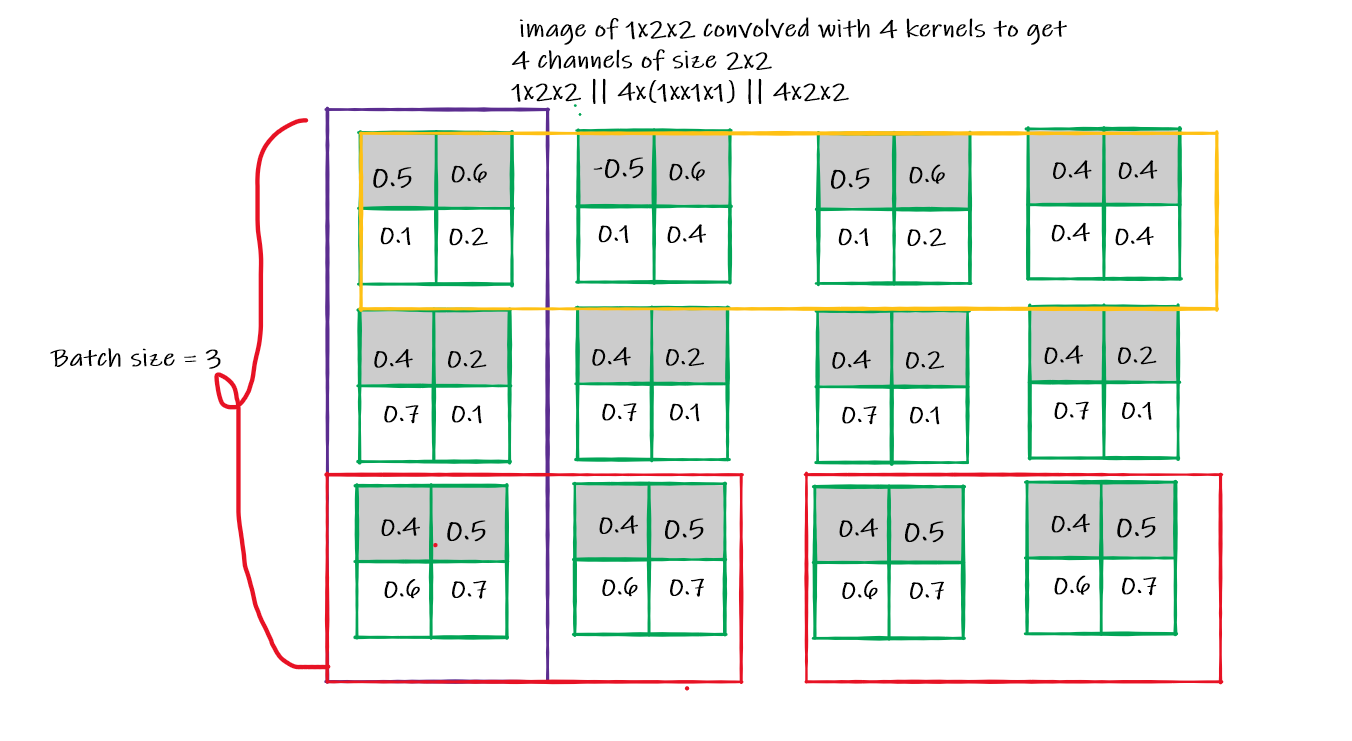 image of 1x2x2 convolved with 4 kernels to get
4 channels of size 2x2
1x2x2 || 4x(1xx1x1) || 4x2x2
0.5 0.6 -0.5 0.6 0.5 0.6 0.4 0.4
0.1 0.2 0.1 0.4 0.1 0.2 0.4 0.4
Batch size = 3
0.4 0.2 0.4 0.2 0.4 0.2 0.4 0.2
0.7 0.1 0.7 0.1 0.7 0.1 0.7 0.1
0.4 0.5 0.4 0.5 0.4 0.5 0.4 0.5
0.6 0.7 0.6 0.7 0.6 0.7 0.6 0.7